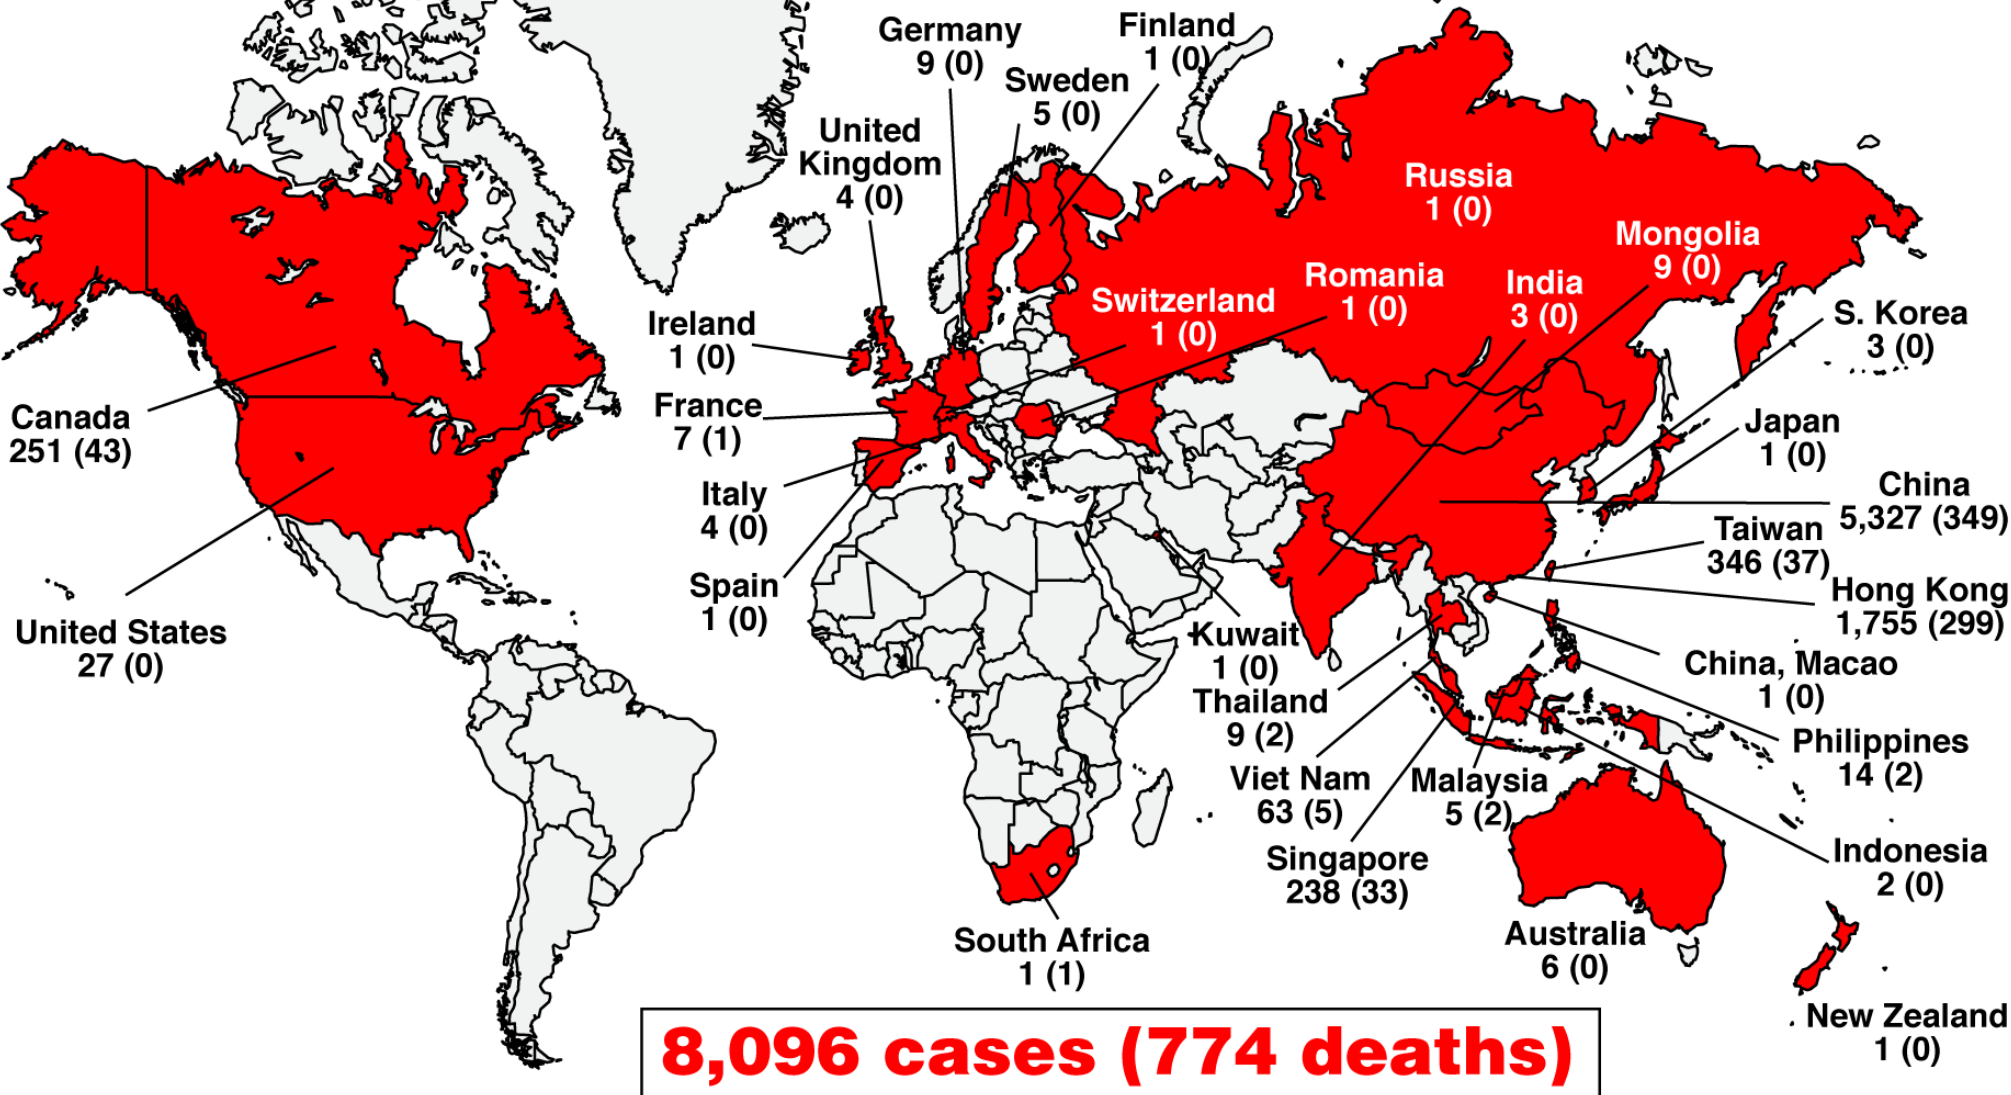 Germany
9 (0)
Finland
1 (0)
Sweden
5 (0)
United
Kingdom
4 (0)
Russia
1 (0)
Mongolia
9 (0)
Romania
1 (0)
India
3 (0)
Switzerland
1 (0)
S. Korea
3 (0)
Ireland
1 (0)
France
7 (1)
Canada
251 (43)
Japan
1 (0)
Italy
4 (0)
China
5,327 (349)
Taiwan
346 (37)
Spain
1 (0)
Hong Kong
1,755 (299)
United States
27 (0)
Kuwait
1 (0)
China, Macao
1 (0)
Thailand
9 (2)
Philippines
14 (2)
Viet Nam
63 (5)
Malaysia
5 (2)
Singapore
238 (33)
Indonesia
2 (0)
South Africa
1 (1)
Australia
6 (0)
New Zealand
1 (0)
8,096 cases (774 deaths)